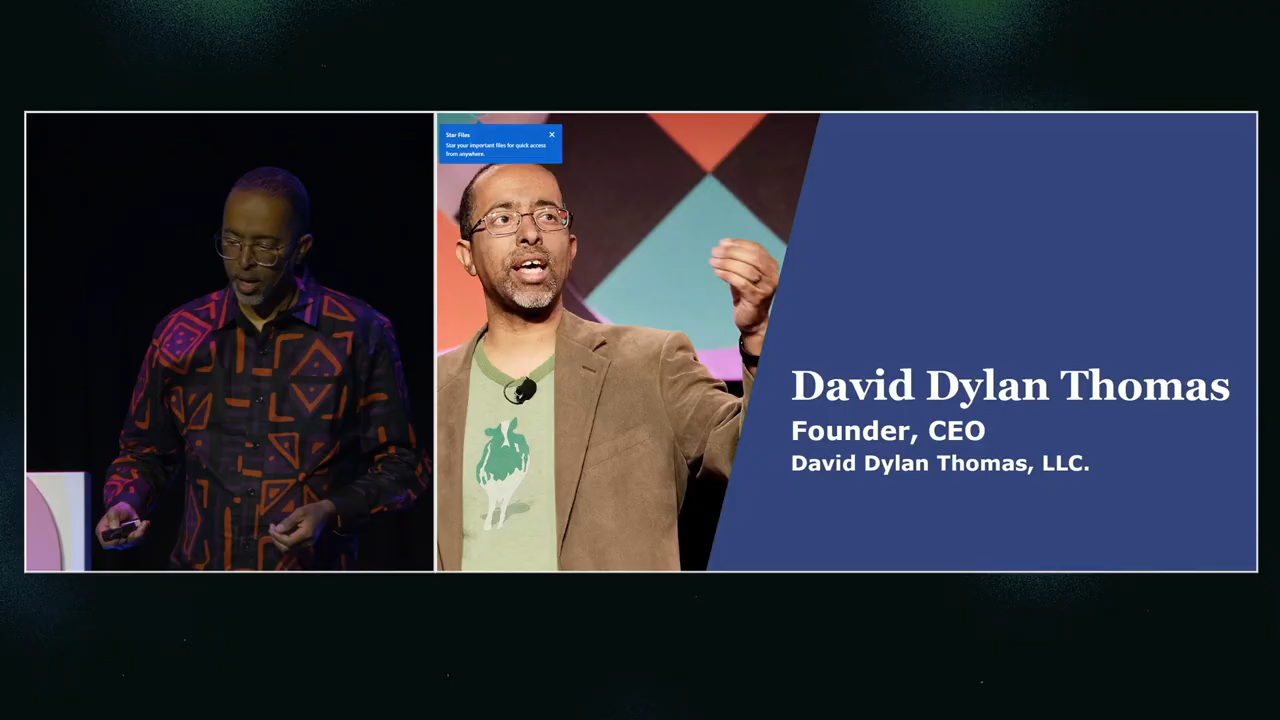 Star Files
Star your important files for quick access
from anywhere.
David Dylan Thomas
Founder, CEO
David Dylan Thomas, LLC.